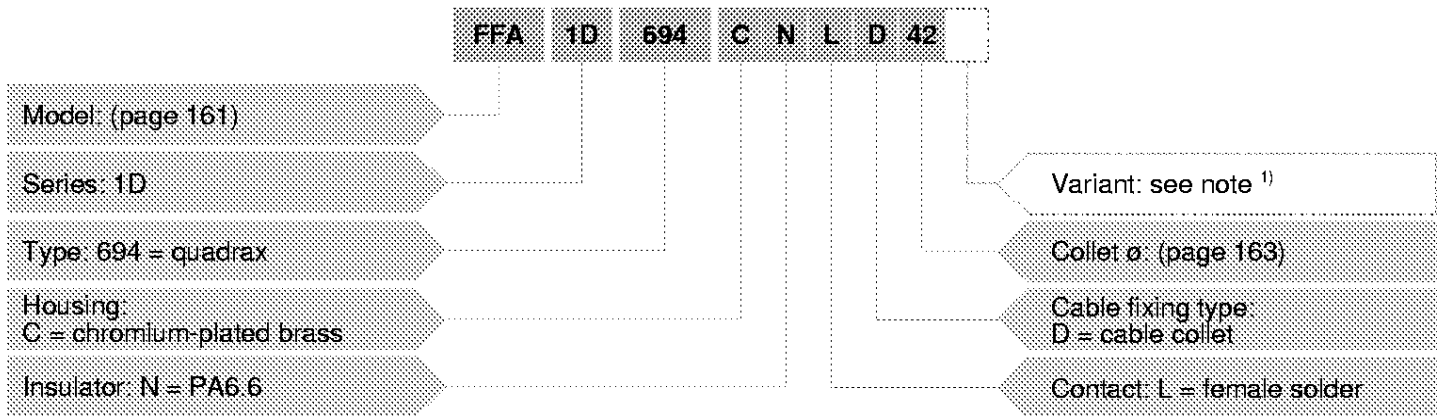 FFA 1D 694 C N L D 42
Model: (page 161)
Series: 1D
Type: 694 = quadrax
Housing:
C = chromium-plated brass
Insulator: N = PA6.6
Variant: see note 1)
Collet ø (page 163)
Cable fixing type:
D = cable collet
Contact: L = female solder